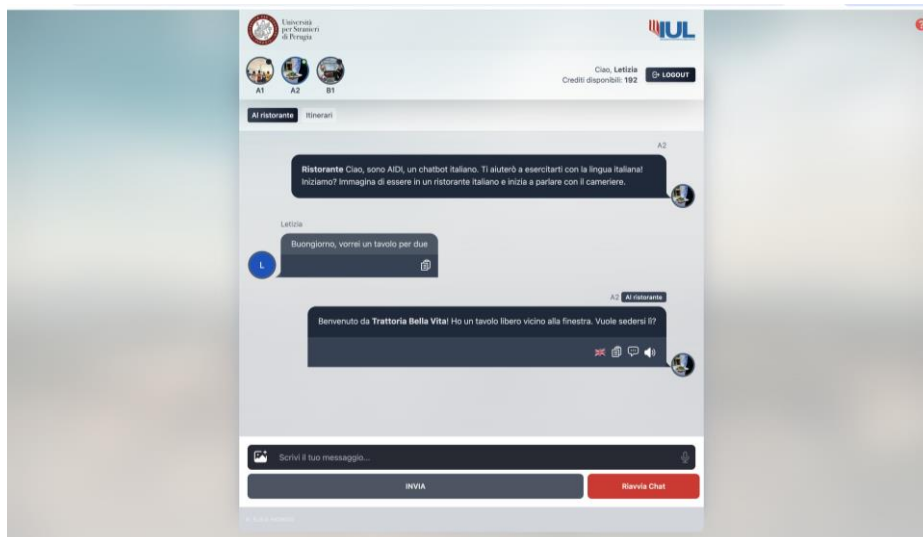 Università
per Stranieri
di Perugia
IUL
A1
A2
B1
Ciao, Letizia
Crediti disponibili: 192
LOGOUT
Al ristorante
Itinerari
A2
Ristorante Ciao, sono AIDI, un chatbot italiano. Ti aiuterò a esercitarti con la lingua italiana!
Iniziamo? Immagina di essere in un ristorante italiano e inizia a parlare con il cameriere.
Letizia
Buongiorno, vorrei un tavolo per due
L
A2 Al ristorante
Benvenuto da Trattoria Bella Vita! Ho un tavolo libero vicino alla finestra. Vuole sedersi lì?
Scrivi il tuo messaggio...
INVIA
Riavvia Chat